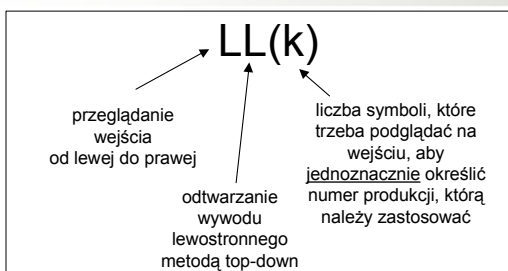 LL(k)
przeglądanie
wejścia
od lewej do prawej
odtwarzanie
wywodu
lewostronnego
metodą top-down
liczba symboli, które
trzeba podglądać na
wejściu, aby
jednoznacznie określić
numer produkcji, którą
należy zastosować